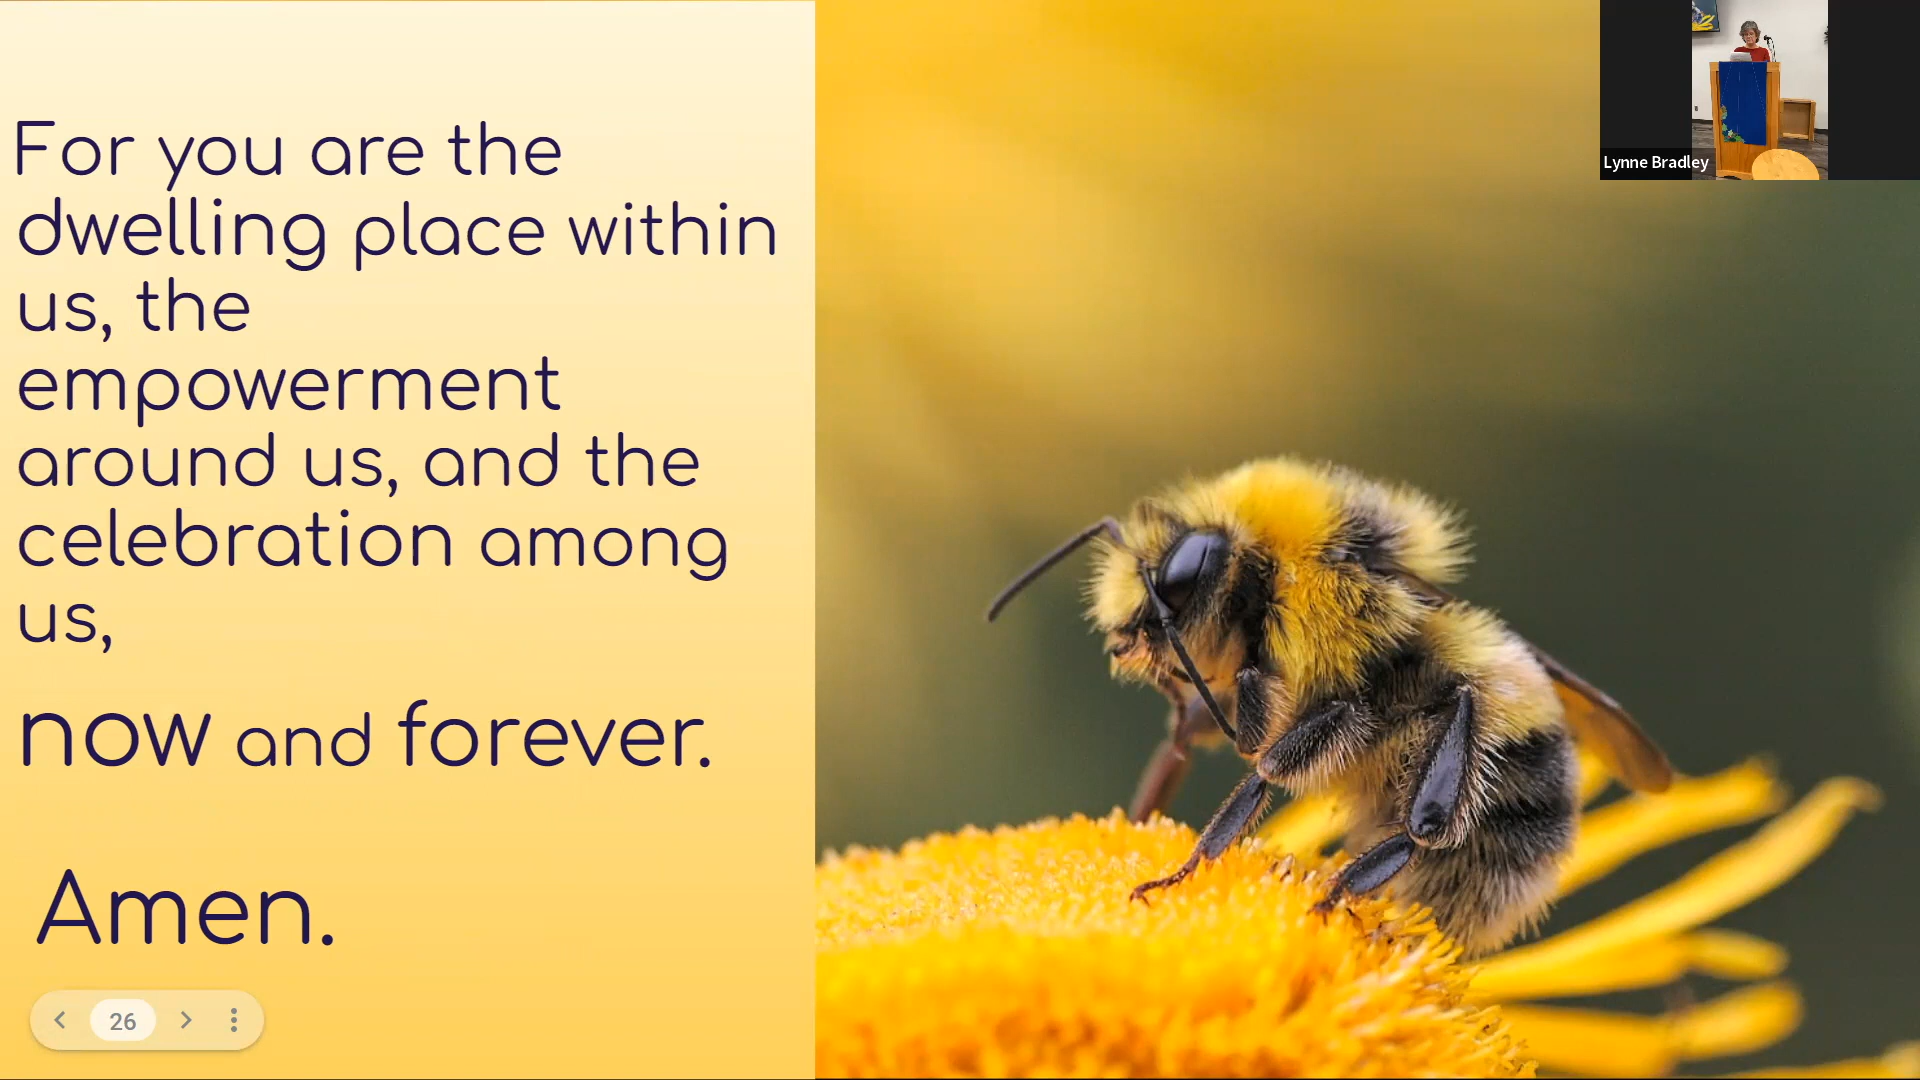 For you are the
dwelling place within
us, the
empowerment
around us, and the
celebration among
us,
now and forever.
Amen.
26
Lynne Bradley